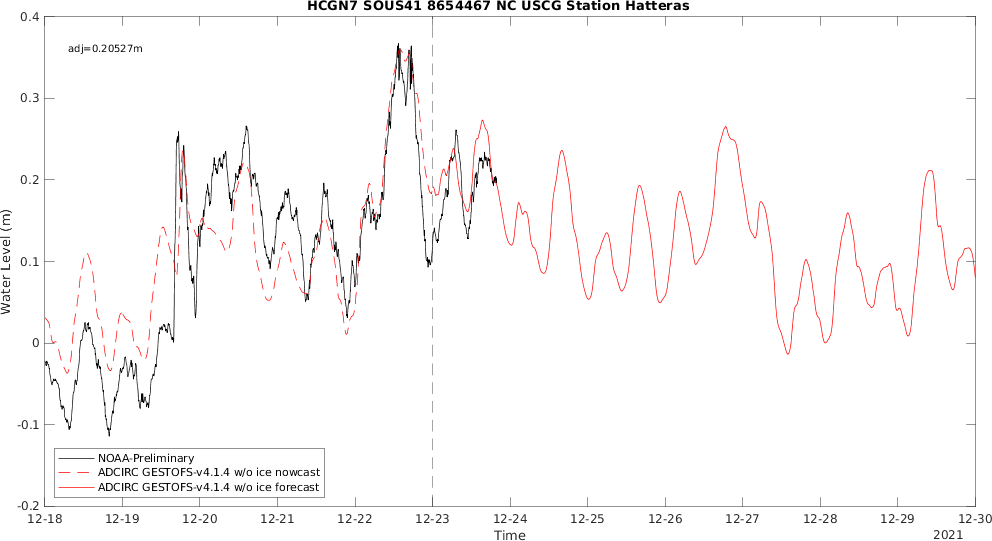 HCGN7 SOUS41 8654467 NC USCG Station Hatteras
adj=0.20527m
0.4
0.3
0.2
0.1
0
-0.1
-0.2
Water Level (m)
NOAA-Preliminary
ADCIRC GESTOFS-v4.1.4 w/o ice nowcast
ADCIRC GESTOFS-v4.1.4 w/o ice forecast
12-18 12-19 12-20 12-21 12-22 12-23 12-24 12-25 12-26 12-27 12-28 12-29 12-30
Time
2021